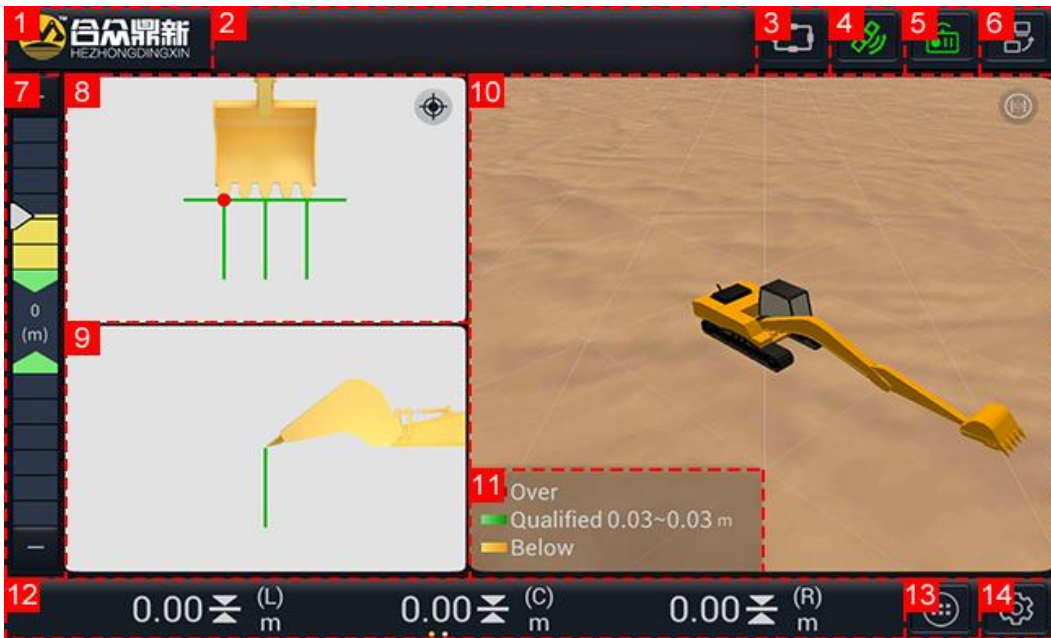 1
合众鼎新
HEZHONGDINGXIN
2
3
4
5
6
7
8
9
10
0
(m)
11
Over
Qualified 0.03~0.03 m
Below
12
0.00 (L) m
0.00 (C) m
0.00 (R) m
13
14